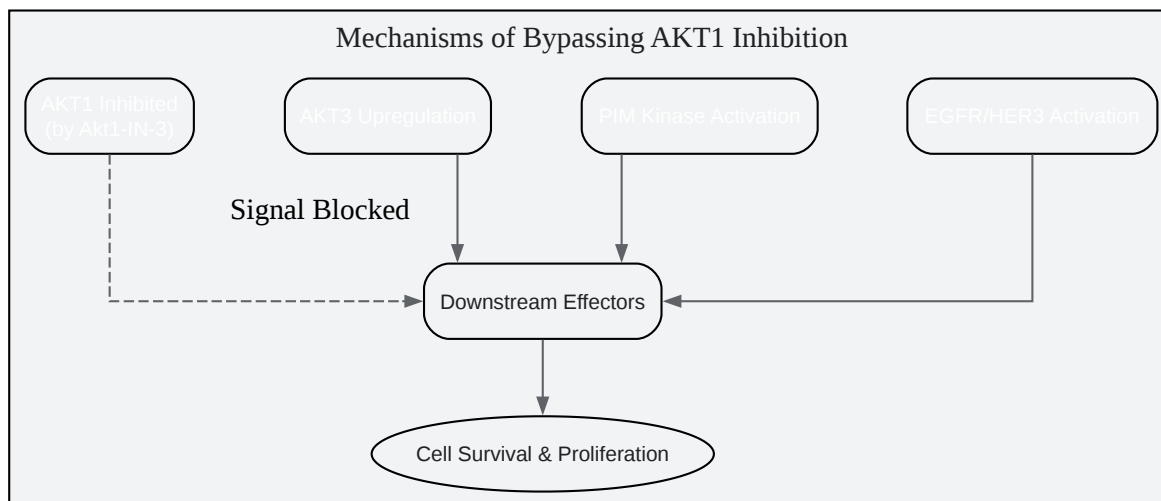 Mechanisms of Bypassing AKT1 Inhibition
AKT1 Inhibited
(by Akt1-IN-3)
AKT3 Upregulation
PIM Kinase Activation
EGFR/HER3 Activation
Signal Blocked
Downstream Effectors
Cell Survival & Proliferation